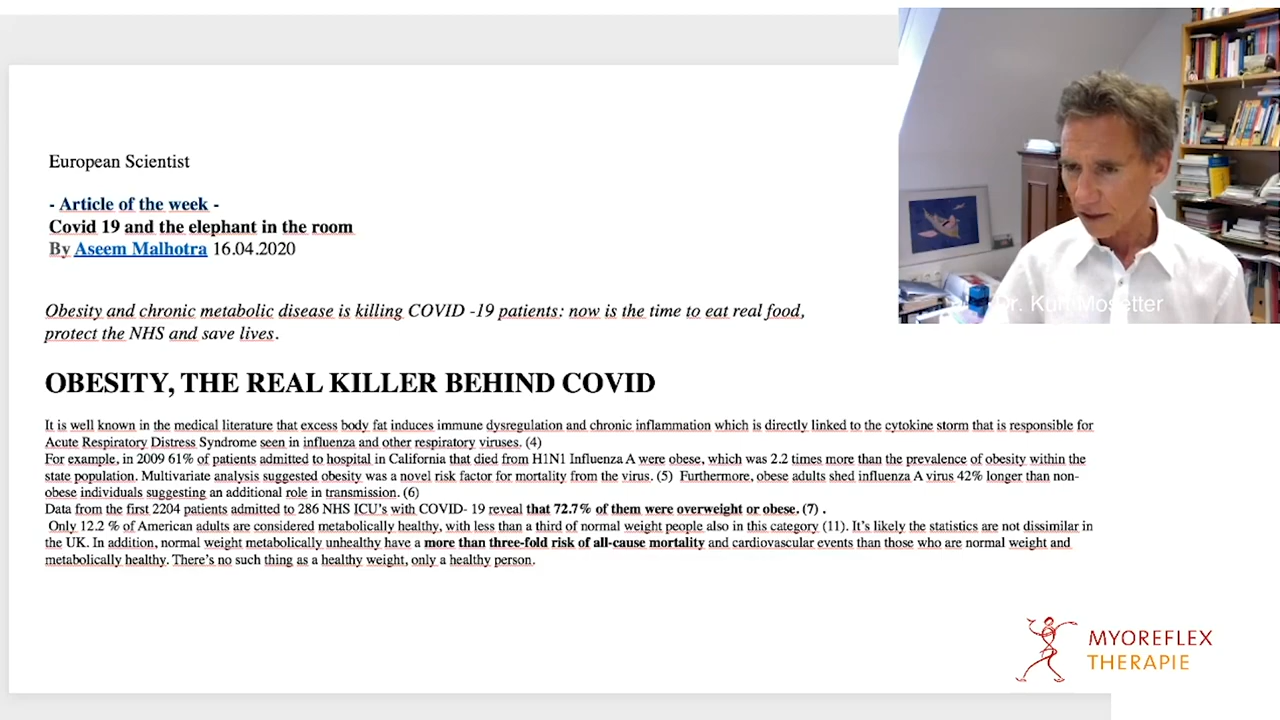 European Scientist
- Article of the week -
Covid 19 and the elephant in the room
By Aseem Malhotra 16.04.2020
Obesity and chronic metabolic disease is killing COVID -19 patients: now is the time to eat real food,
protect the NHS and save lives.
OBESITY, THE REAL KILLER BEHIND COVID
It is well known in the medical literature that excess body fat induces immune dysregulation and chronic inflammation which is directly linked to the cytokine storm that is responsible for
Acute Respiratory Distress Syndrome seen in influenza and other respiratory viruses. (4)
For example, in 2009 61% of patients admitted to hospital in California that died from H1N1 Influenza A were obese, which was 2.2 times more than the prevalence of obesity within the
state population. Multivariate analysis suggested obesity was a novel risk factor for mortality from the virus. (5) Furthermore, obese adults shed influenza A virus 42% longer than non-
obese individuals suggesting an additional role in transmission. (6)
Data from the first 2204 patients admitted to 286 NHS ICU's with COVID- 19 reveal that 72.7% of them were overweight or obese. (7) .
Only 12.2 % of American adults are considered metabolically healthy, with less than a third of normal weight people also in this category (11). It's likely the statistics are not dissimilar in
the UK. In addition, normal weight metabolically unhealthy have a more than three-fold risk of all-cause mortality and cardiovascular events than those who are normal weight and
metabolically healthy. There's no such thing as a healthy weight, only a healthy person.
Dr. Kurt Mosetter
MYOREFLEX
THERAPIE